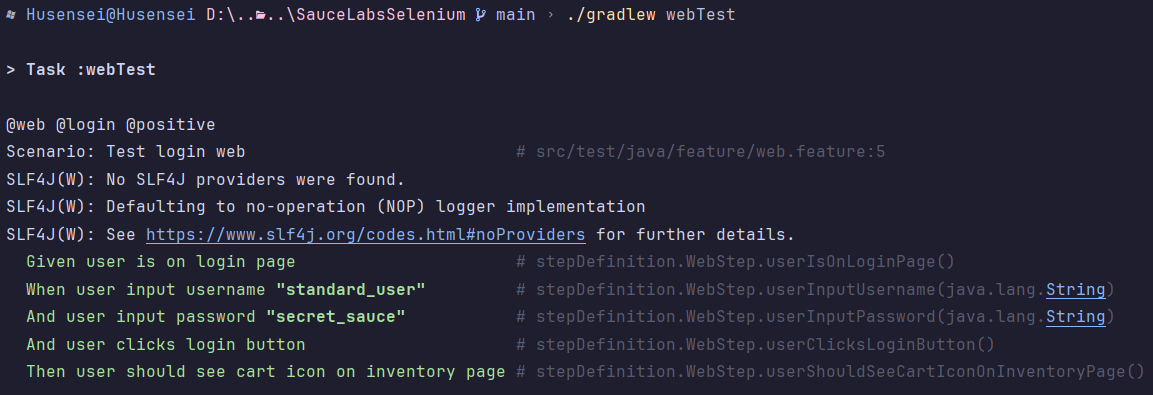 Husensei@Husensei D:\..\..\SauceLabsSelenium main › ./gradlew webTest
> Task :webTest
@web @login @positive
Scenario: Test login web # src/test/java/feature/web.feature:5
SLF4J(W): No SLF4J providers were found.
SLF4J(W): Defaulting to no-operation (NOP) logger implementation
SLF4J(W): See https://www.slf4j.org/codes.html#noProviders for further details.
Given user is on login page # stepDefinition.WebStep.userIsOnLoginPage()
When user input username "standard_user" # stepDefinition.WebStep.userInputUsername(java.lang.String)
And user input password "secret_sauce" # stepDefinition.WebStep.userInputPassword(java.lang.String)
And user clicks login button # stepDefinition.WebStep.userClicksLoginButton()
Then user should see cart icon on inventory page # stepDefinition.WebStep.userShouldSeeCartIconOnInventoryPage()